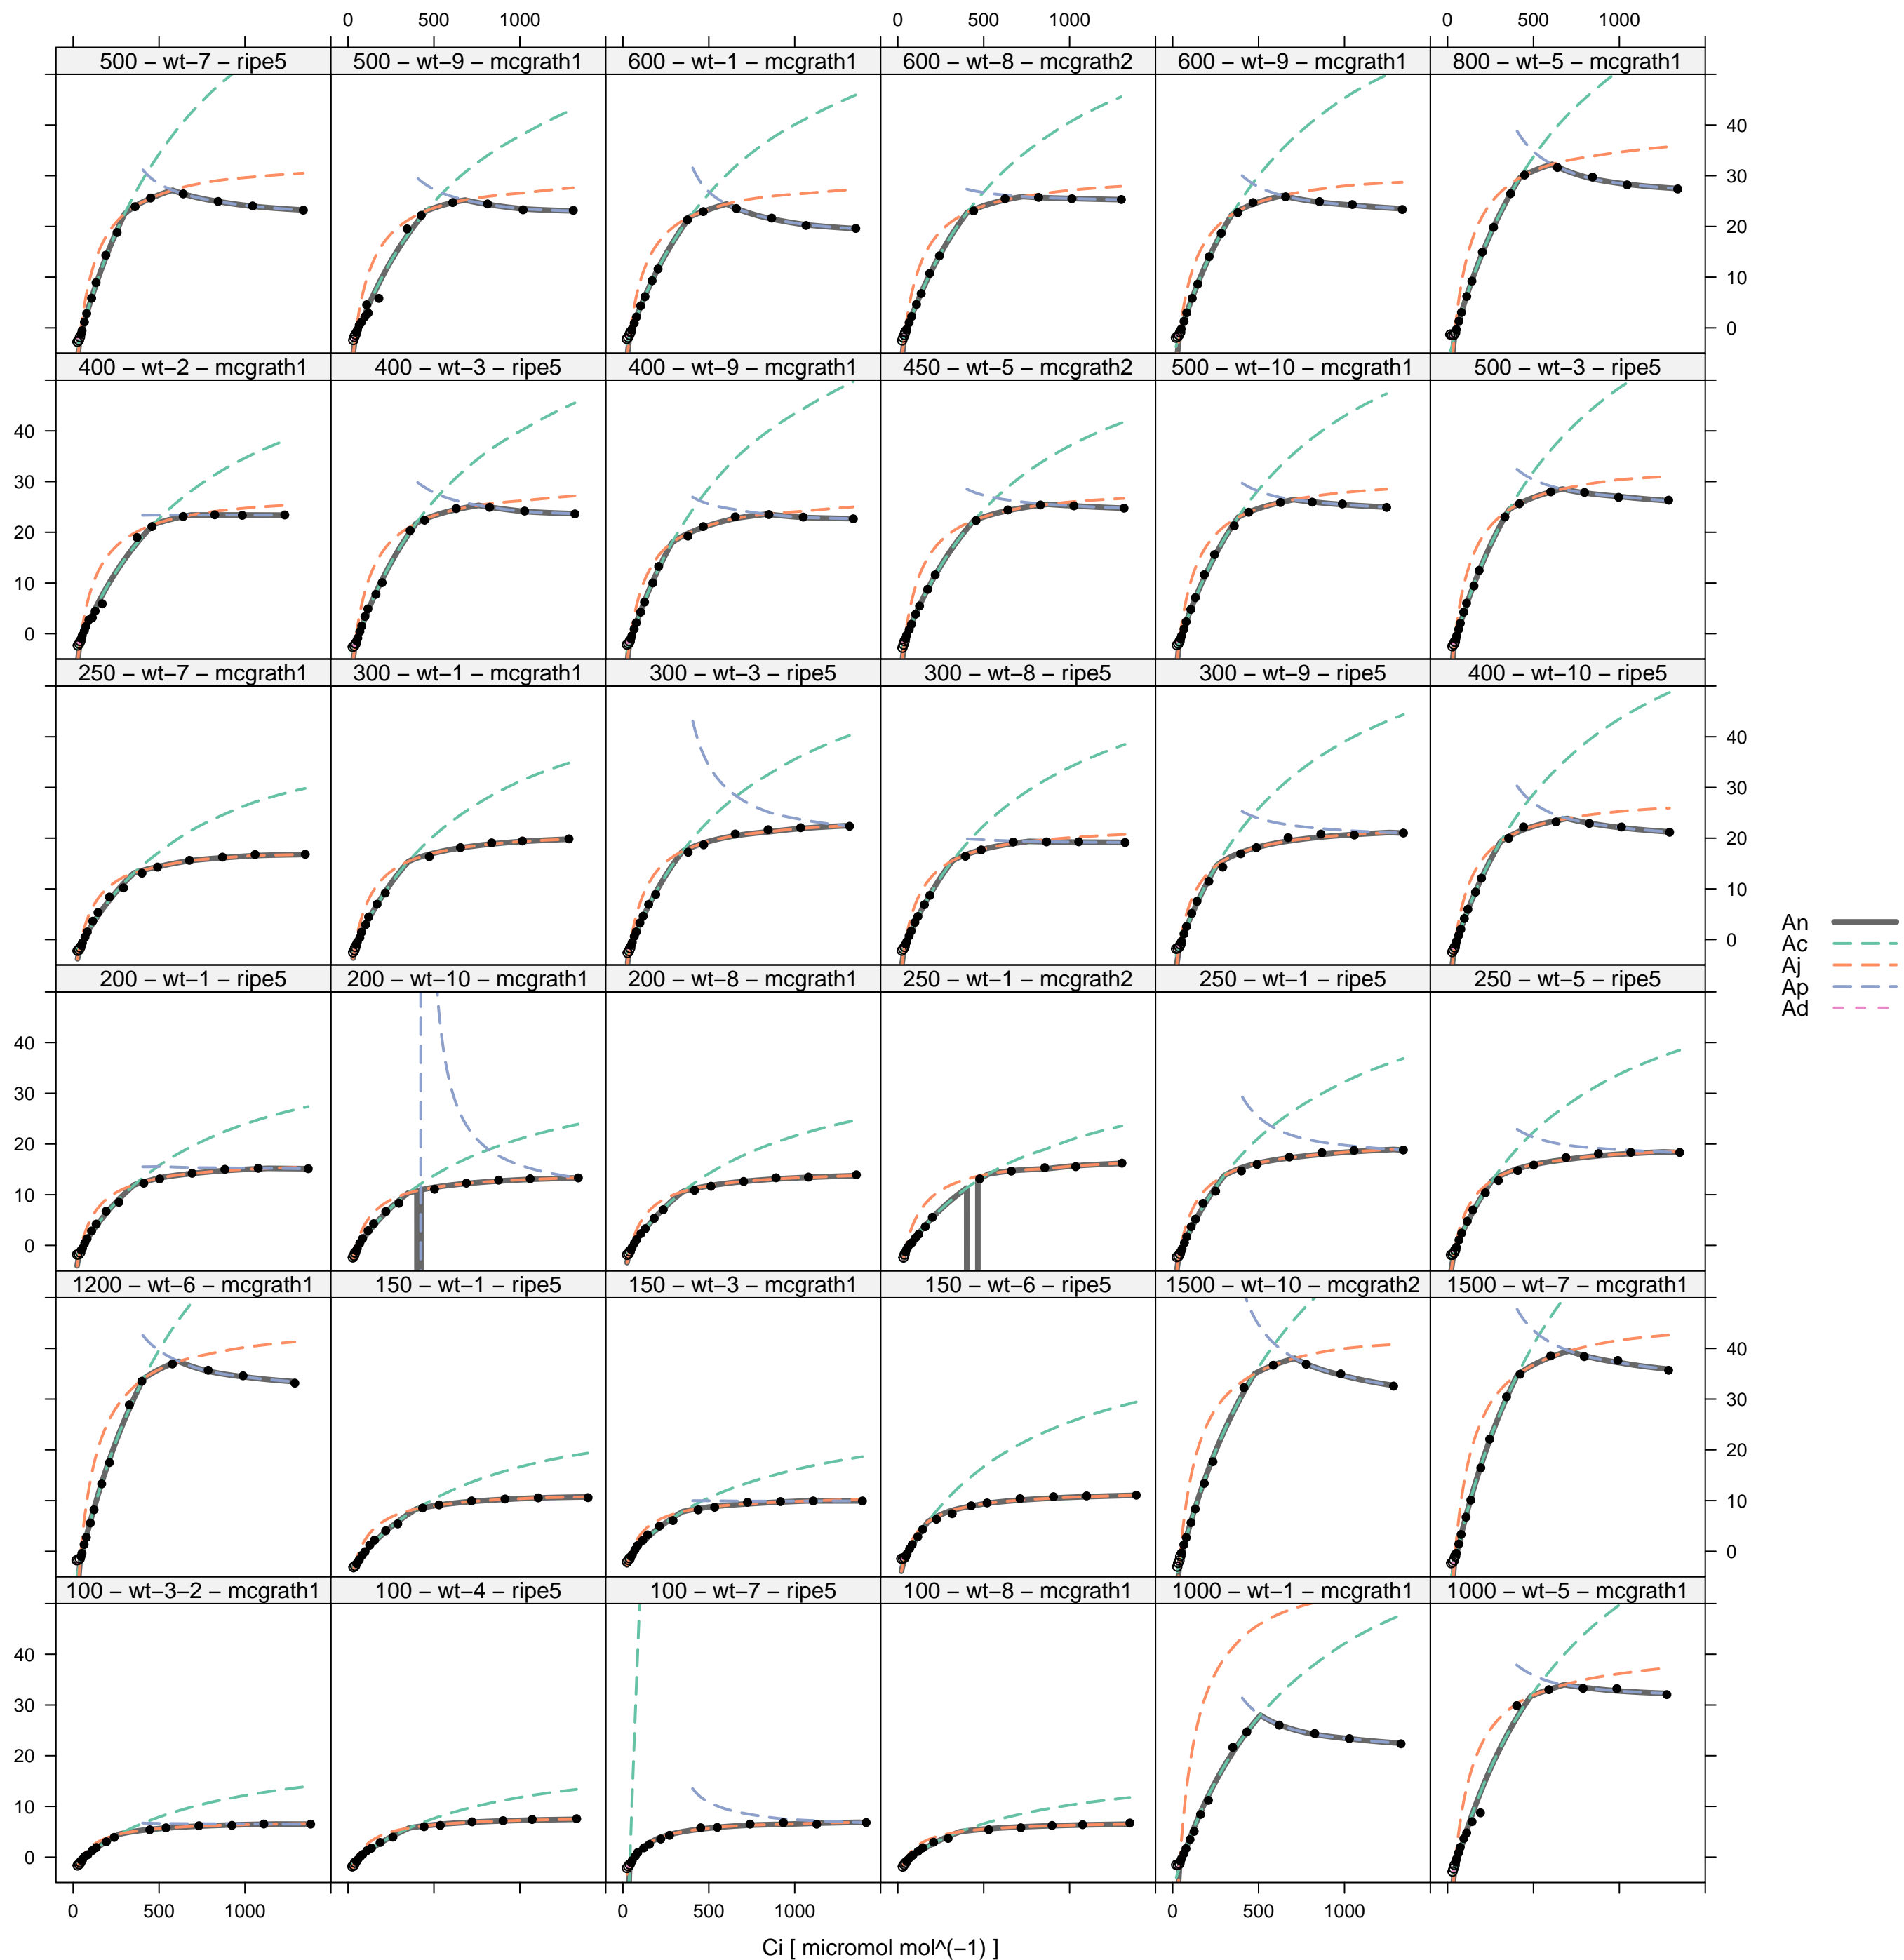 0 500 1000 0 500 1000 0 500 1000
500 − wt−7 − ripe5 500 − wt−9 − mcgrath1 600 − wt−1 − mcgrath1 600 − wt−8 − mcgrath2 600 − wt−9 − mcgrath1 800 − wt−5 − mcgrath1
40
30
20
10
0
400 − wt−2 − mcgrath1 400 − wt−3 − ripe5 400 − wt−9 − mcgrath1 450 − wt−5 − mcgrath2 500 − wt−10 − mcgrath1 500 − wt−3 − ripe5
40
30
20
10
0
250 − wt−7 − mcgrath1 300 − wt−1 − mcgrath1 300 − wt−3 − ripe5 300 − wt−8 − ripe5 300 − wt−9 − ripe5 400 − wt−10 − ripe5
40
30
20
10
0
An
Ac
Aj
Ap
Ad
200 − wt−1 − ripe5 200 − wt−10 − mcgrath1 200 − wt−8 − mcgrath1 250 − wt−1 − mcgrath2 250 − wt−1 − ripe5 250 − wt−5 − ripe5
40
30
20
10
0
1200 − wt−6 − mcgrath1 150 − wt−1 − ripe5 150 − wt−3 − mcgrath1 150 − wt−6 − ripe5 1500 − wt−10 − mcgrath2 1500 − wt−7 − mcgrath1
40
30
20
10
0
100 − wt−3−2 − mcgrath1 100 − wt−4 − ripe5 100 − wt−7 − ripe5 100 − wt−8 − mcgrath1 1000 − wt−1 − mcgrath1 1000 − wt−5 − mcgrath1
40
30
20
10
0
0 500 1000 0 500 1000 0 500 1000
Ci [ micromol mol^(−1) ]